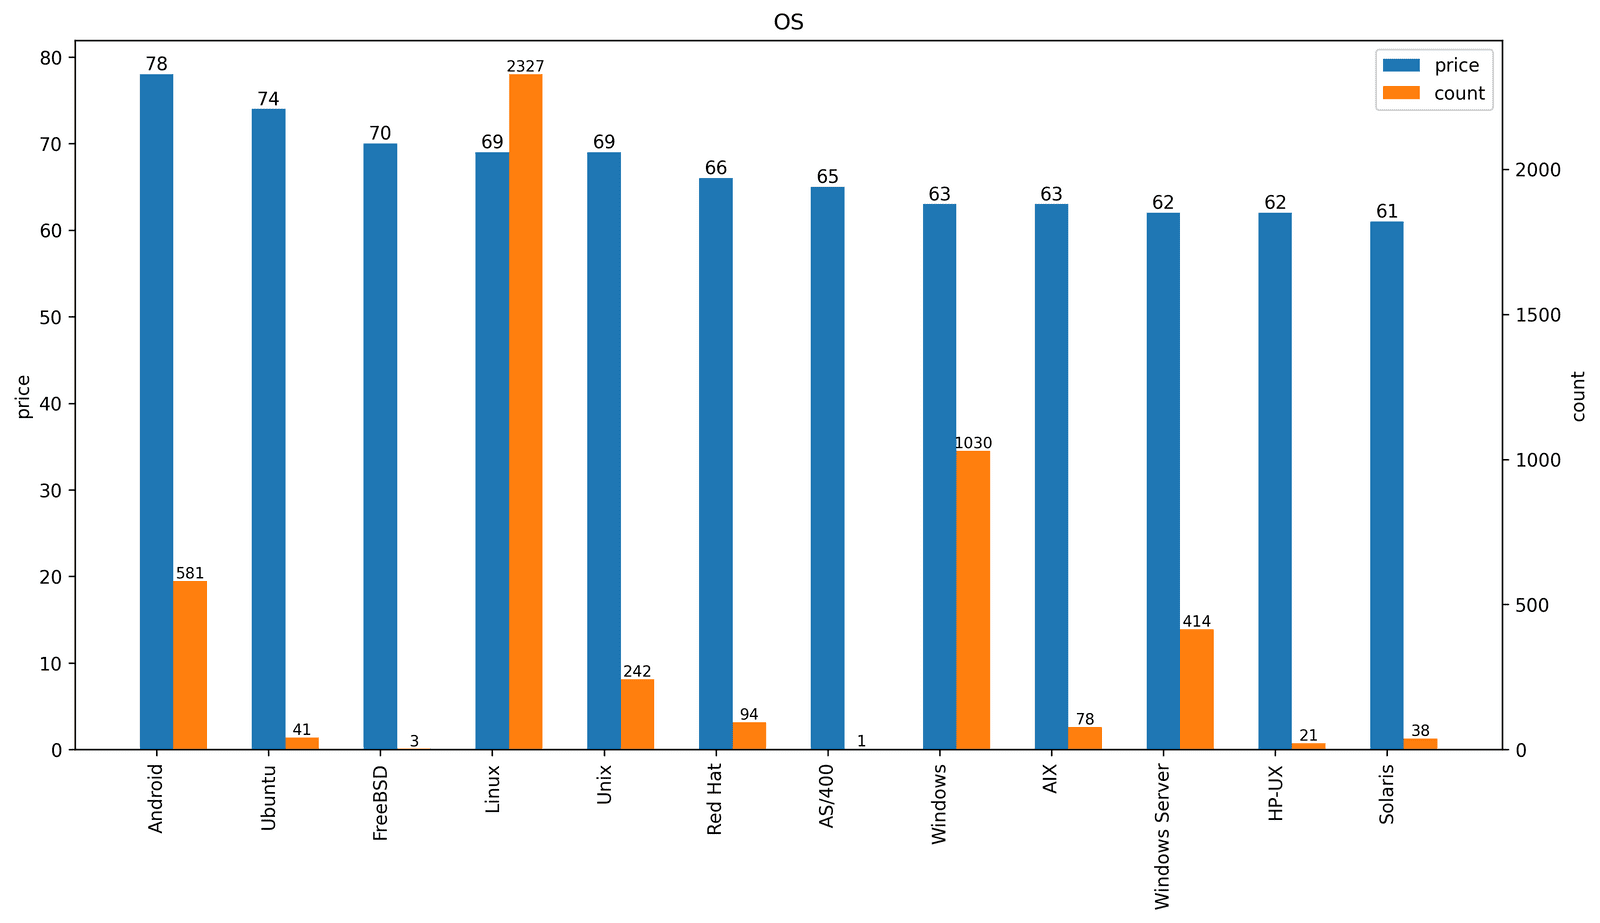 OS
price
count
80
70
60
50
40
30
20
10
0
price
2000
1500
1000
500
0
count
78
74
70
69
69
66
65
63
63
62
62
61
581
41
3
2327
242
94
1
1030
78
414
21
38
Android
Ubuntu
FreeBSD
Linux
Unix
Red Hat
AS/400
Windows
AIX
Windows Server
HP-UX
Solaris